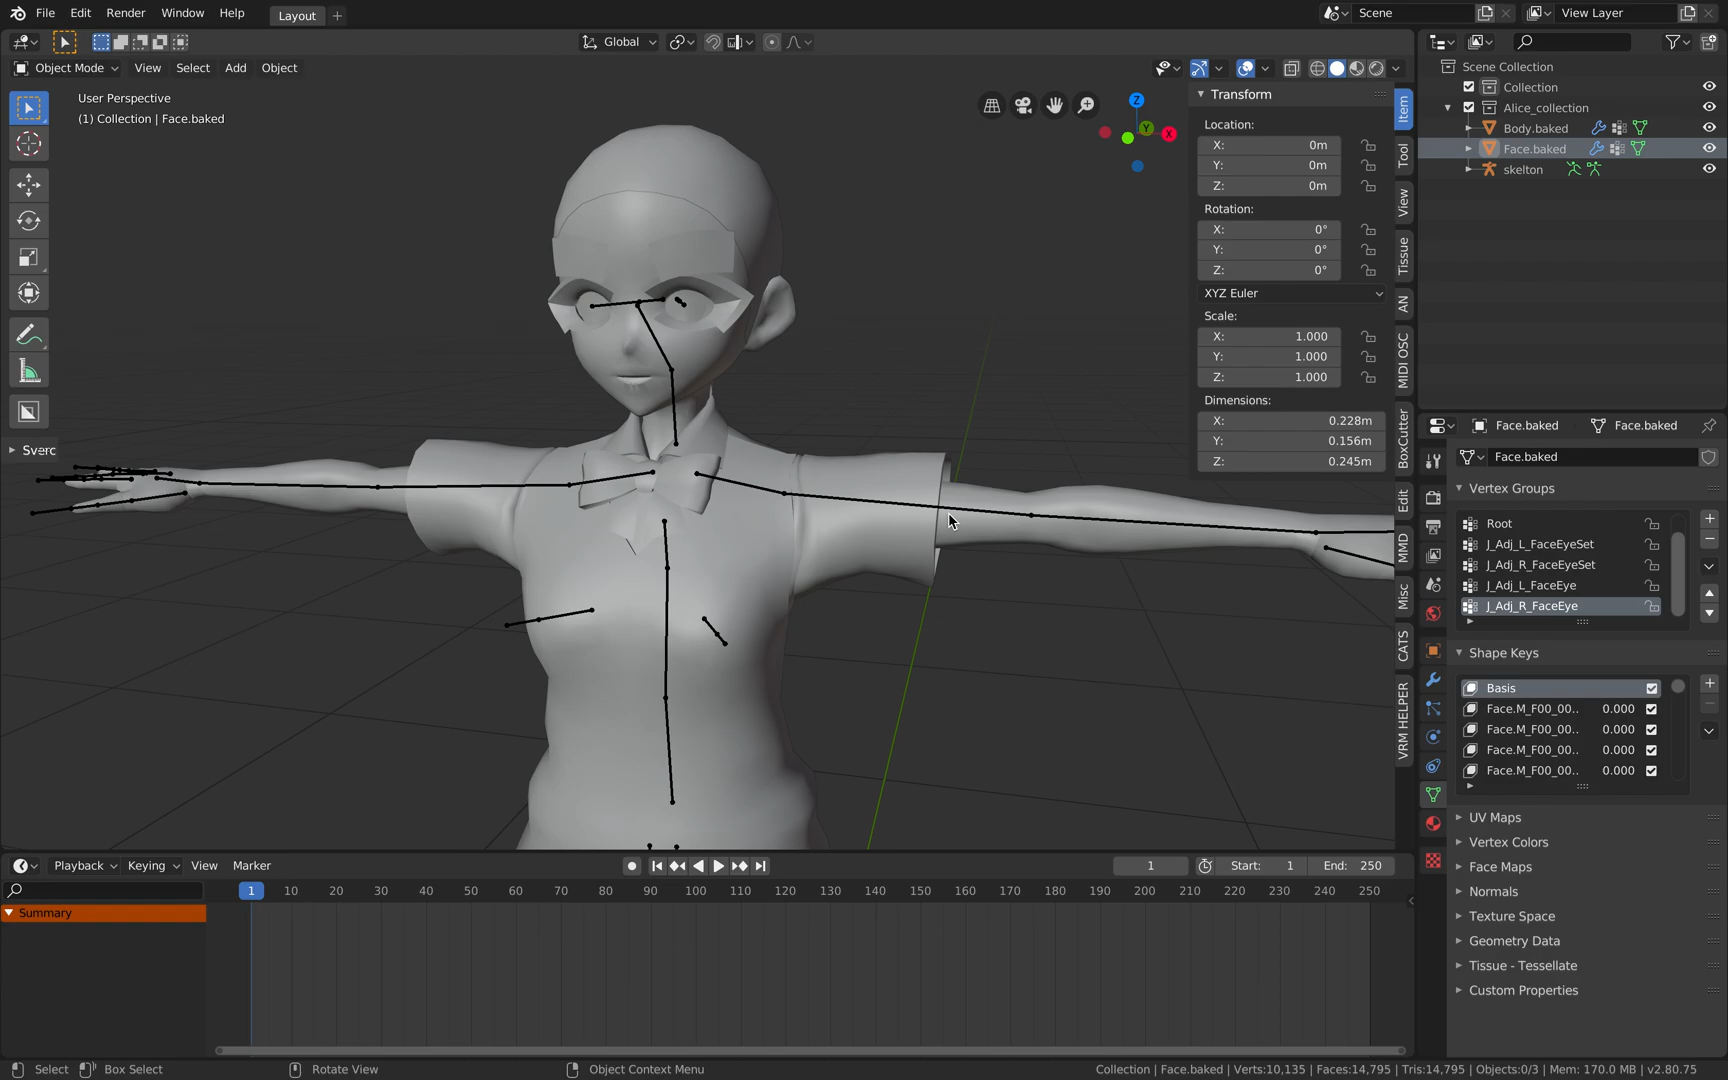 File Edit Render Window Help Layout + Scene View Layer
Global
Object Mode View Select Add Object
User Perspective
(1) Collection | Face.baked
Z
Y
X
Sverc
Transform
Location:
X: 0m
Y: 0m
Z: 0m
Rotation:
X: 0°
Y: 0°
Z: 0°
XYZ Euler
Scale:
X: 1.000
Y: 1.000
Z: 1.000
Dimensions:
X: 0.228m
Y: 0.156m
Z: 0.245m
Item
Tool
View
Tissue
AN
MIDI OSC
BoxCutter
Edit
MMD
Misc
CATS
VRM HELPER
Scene Collection
Collection
Alice_collection
Body.baked
Face.baked
skelton
Face.baked Face.baked
Face.baked
Vertex Groups
Root
J_Adj_L_FaceEyeSet
J_Adj_R_FaceEyeSet
J_Adj_L_FaceEye
J_Adj_R_FaceEye
Shape Keys
Basis
Face.M_F00_00.. 0.000
Face.M_F00_00.. 0.000
Face.M_F00_00.. 0.000
Face.M_F00_00.. 0.000
UV Maps
Vertex Colors
Face Maps
Normals
Texture Space
Geometry Data
Tissue - Tessellate
Custom Properties
Playback Keying View Marker 1 Start: 1 End: 250
1 10 20 30 40 50 60 70 80 90 100 110 120 130 140 150 160 170 180 190 200 210 220 230 240 250
Summary
Select Box Select Rotate View Object Context Menu Collection | Face.baked | Verts:10,135 | Faces:14,795 | Tris:14,795 | Objects:0/3 | Mem: 170.0 MB | v2.80.75